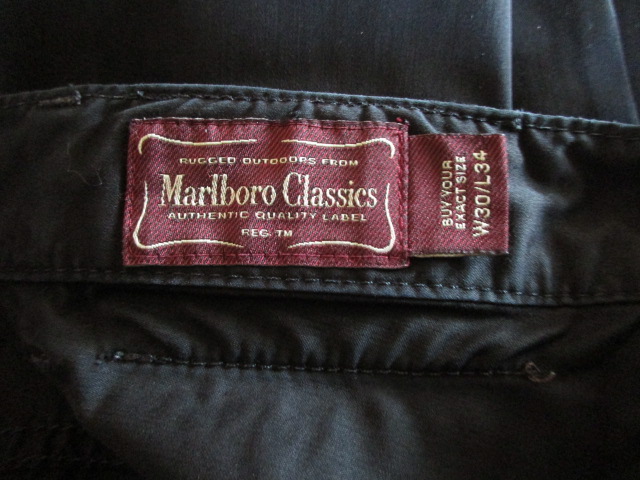 RUGGED OUTDOORS FROM
Marlboro Classics
AUTHENTIC QUALITY LABEL
REG. TM
BUY YOUR
EXACT SIZE
W30/L34